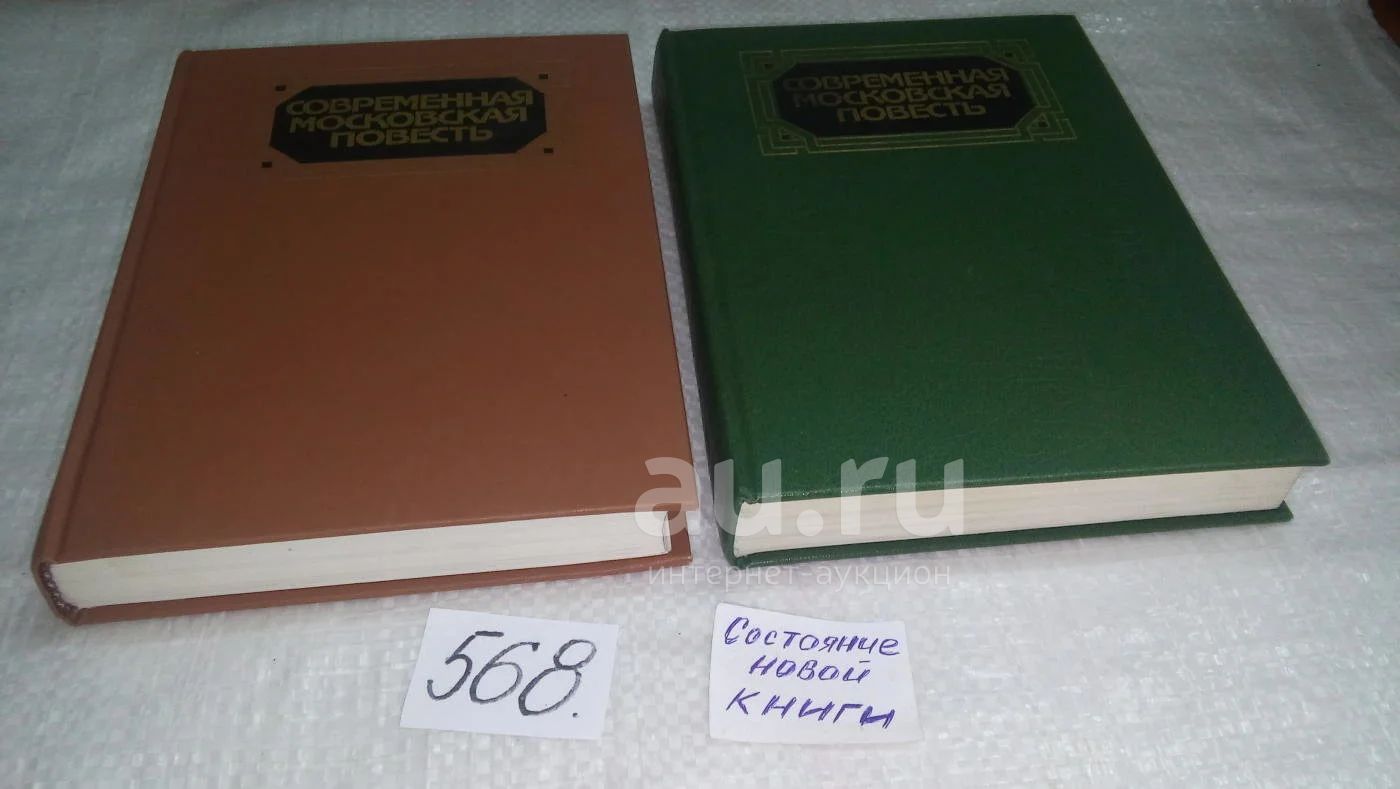 СОВРЕМЕННАЯ
МОСКОВСКАЯ
ПОВЕСТЬ
СОВРЕМЕННАЯ
МОСКОВСКАЯ
ПОВЕСТЬ
au.ru
интернет-аукцион
568.
Состояние
новой
книги